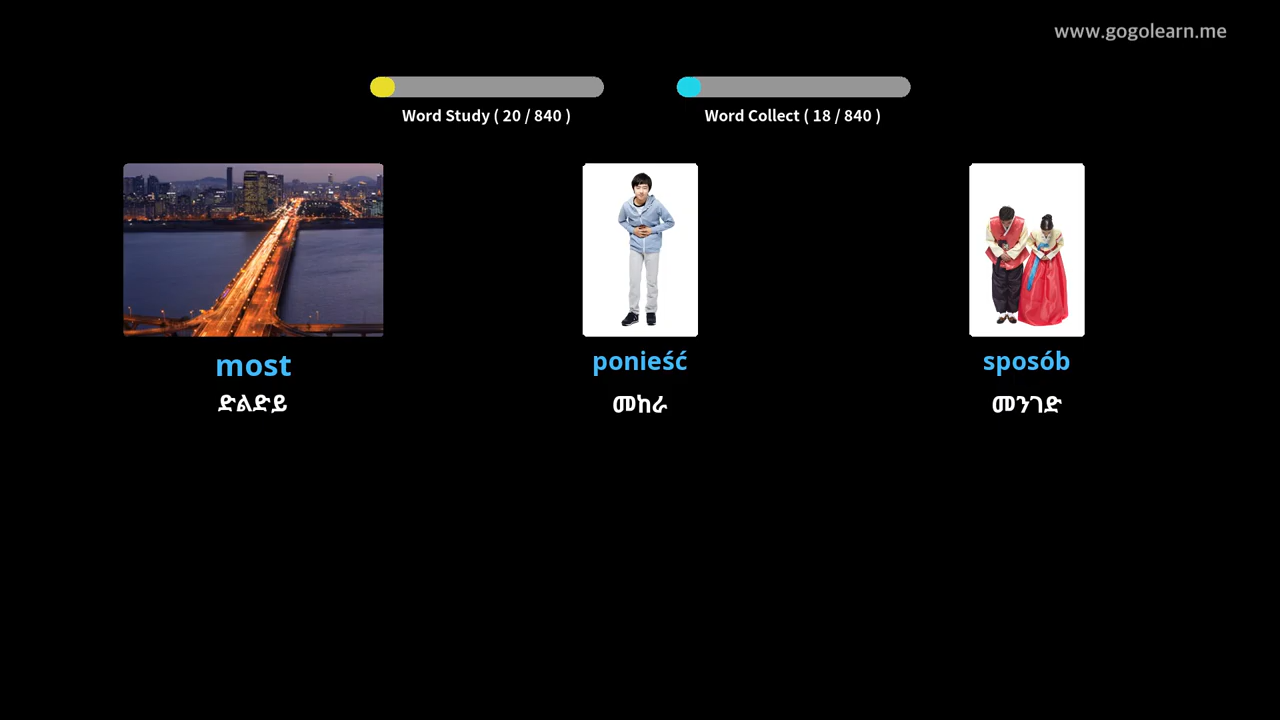 www.gogolearn.me
Word Study ( 20 / 840 )
Word Collect ( 18 / 840 )
most
ponieść
sposób
ድልድይ
መከራ
መንገድ